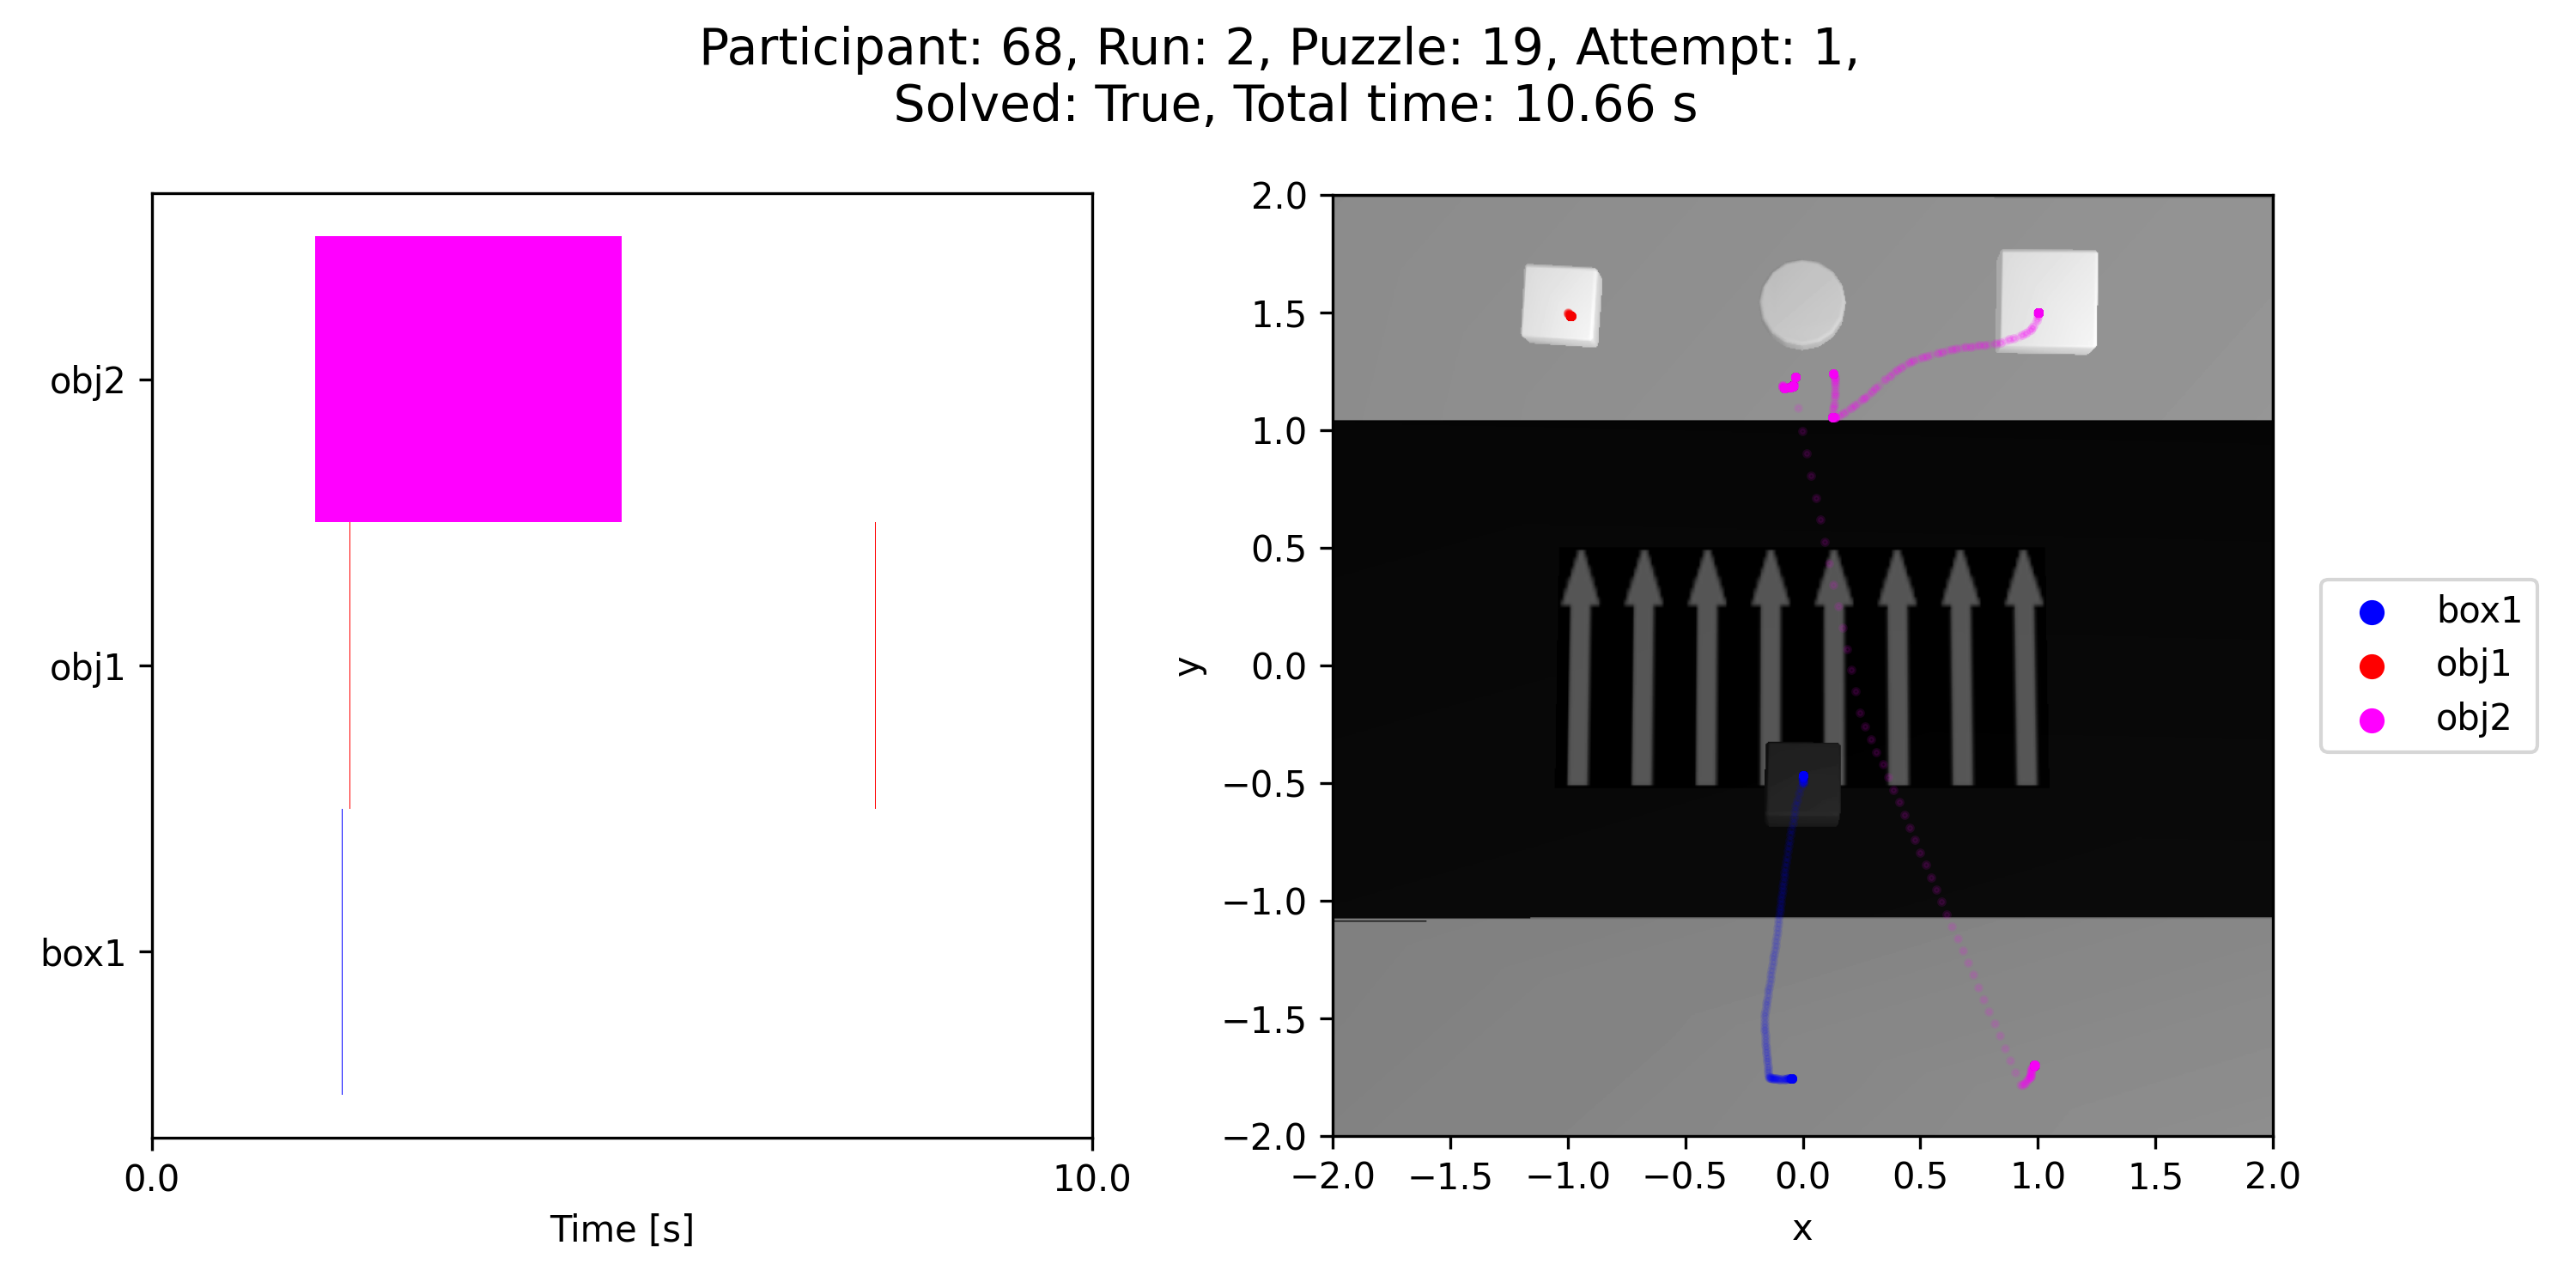 Participant: 68, Run: 2, Puzzle: 19, Attempt: 1,
Solved: True, Total time: 10.66 s
obj2
obj1
box1
0.0
10.0
Time [s]
2.0
1.5
1.0
0.5
0.0
−0.5
−1.0
−1.5
−2.0
y
−2.0
−1.5
−1.0
−0.5
0.0
0.5
1.0
1.5
2.0
x
box1
obj1
obj2